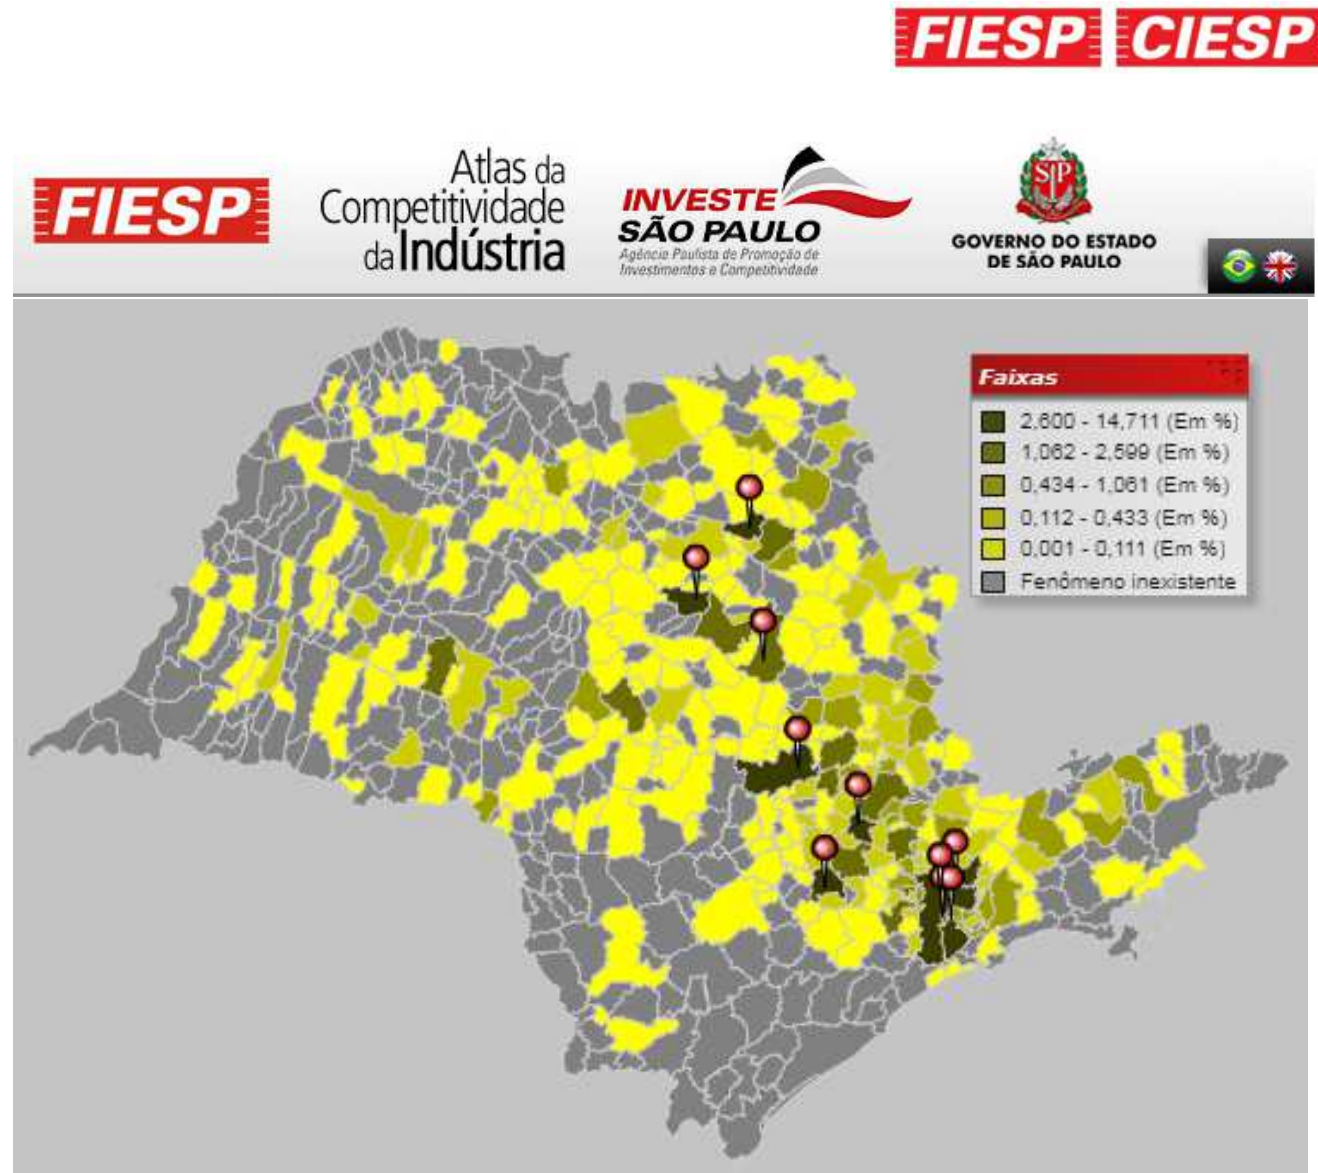 FIESP CIESP
FIESP
Atlas da
Competitividade
da Indústria
INVESTE
SÃO PAULO
Agência Paulista de Promoção de
Investimentos e Competitividade
SP
GOVERNO DO ESTADO
DE SÃO PAULO
Faixas
2,600 - 14,711 (Em %)
1,062 - 2,599 (Em %)
0,434 - 1,061 (Em %)
0,112 - 0,433 (Em %)
0,001 - 0,111 (Em %)
Fenômeno inexistente